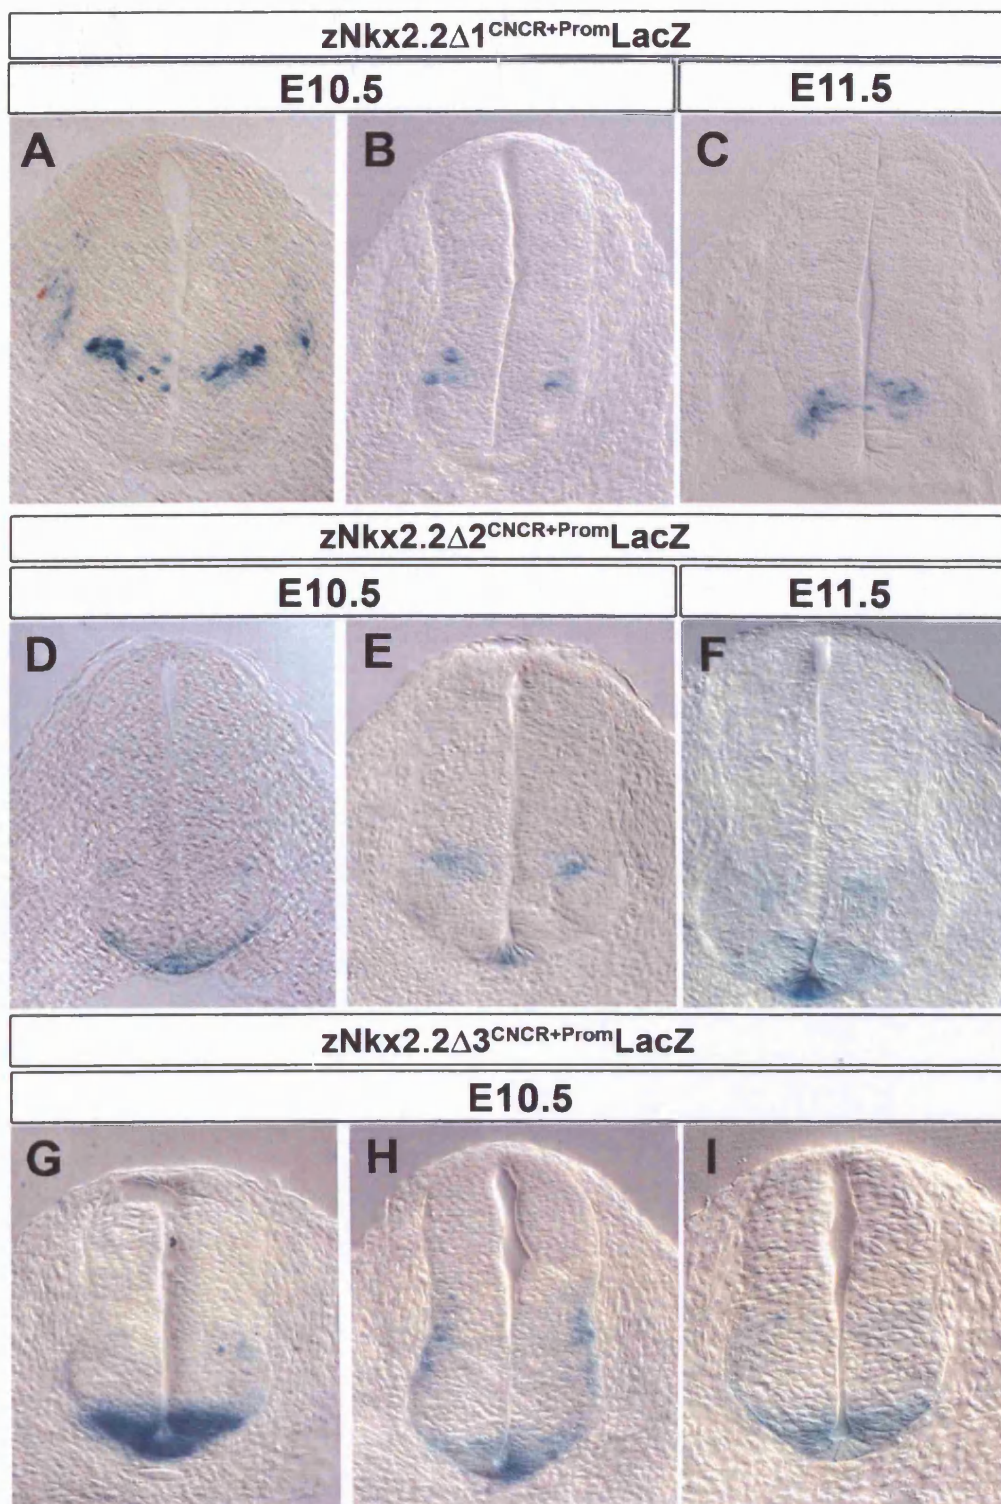 zNkx2.2Δ1CNCR+PromLacZ
E10.5 E11.5
A B C
zNkx2.2Δ2CNCR+PromLacZ
E10.5 E11.5
D E F
zNkx2.2Δ3CNCR+PromLacZ
E10.5
G H I